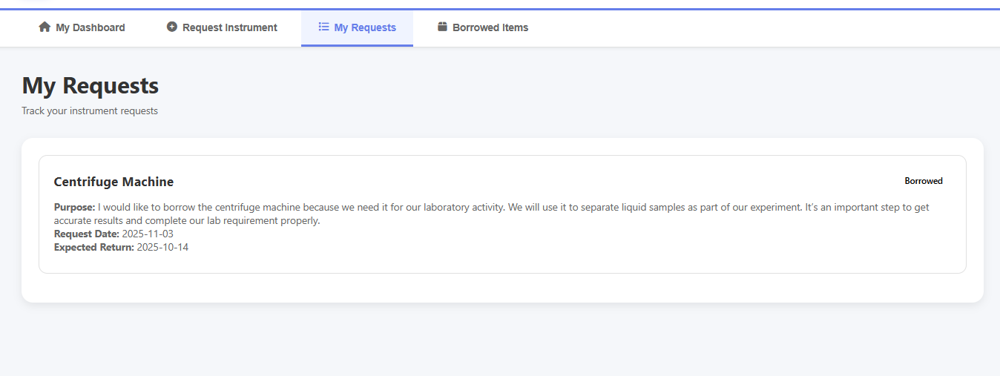 My Dashboard
Request Instrument
My Requests
Borrowed Items
My Requests
Track your instrument requests
Centrifuge Machine
Borrowed
Purpose: I would like to borrow the centrifuge machine because we need it for our laboratory activity. We will use it to separate liquid samples as part of our experiment. It’s an important step to get
accurate results and complete our lab requirement properly.
Request Date: 2025-11-03
Expected Return: 2025-10-14